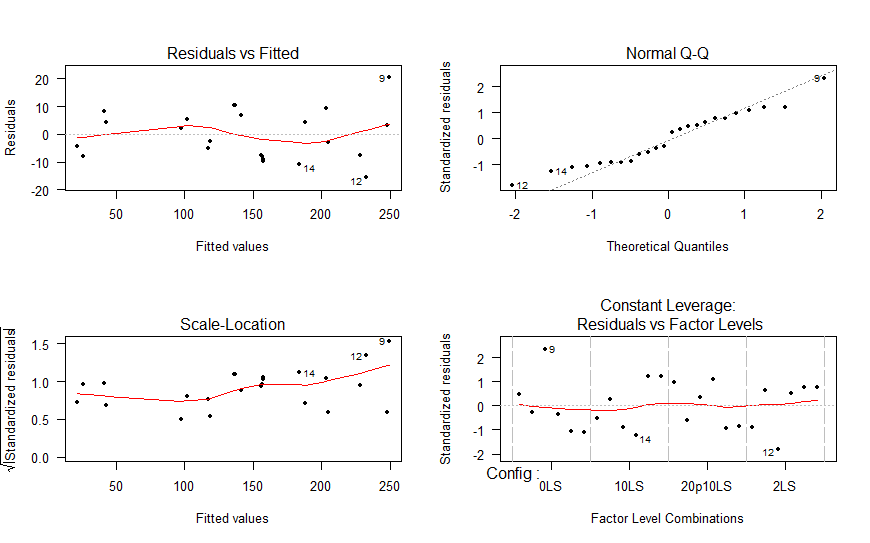 Residuals vs Fitted
Residuals
20
10
0
-10
-20
9
14
12
50
100
150
200
250
Fitted values
Normal Q-Q
Standardized residuals
2
1
0
-1
9
12
14
-2
-1
0
1
2
Theoretical Quantiles
Scale-Location
√|Standardized residuals|
1.5
1.0
0.5
0.0
9
12
14
50
100
150
200
250
Fitted values
Constant Leverage:
Residuals vs Factor Levels
Standardized residuals
2
1
0
-1
-2
9
14
12
Config :
0LS
10LS
20p10LS
2LS
Factor Level Combinations